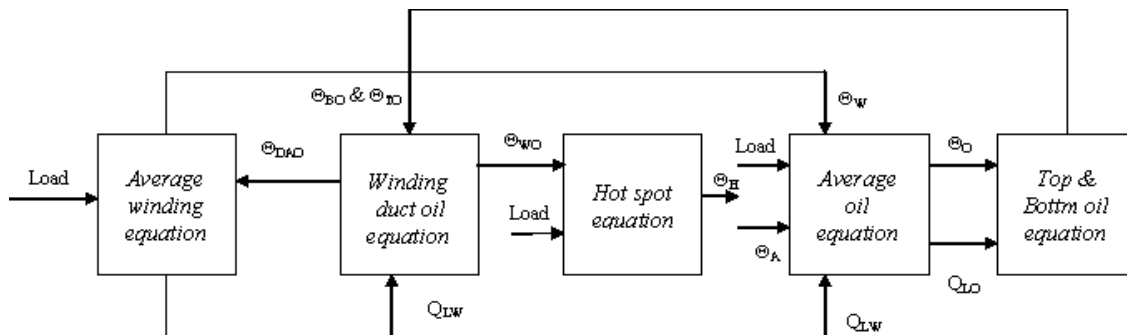 Θ_BO & Θ_TO
Θ_W
Load
Average
winding
equation
Θ_DAO
Winding
duct oil
equation
Θ_WO
Load
Hot spot
equation
Θ_H
Load
Θ_A
Average
oil
equation
Θ_O
Q_LO
Top &
Bottm oil
equation
Q_LW
Q_LW